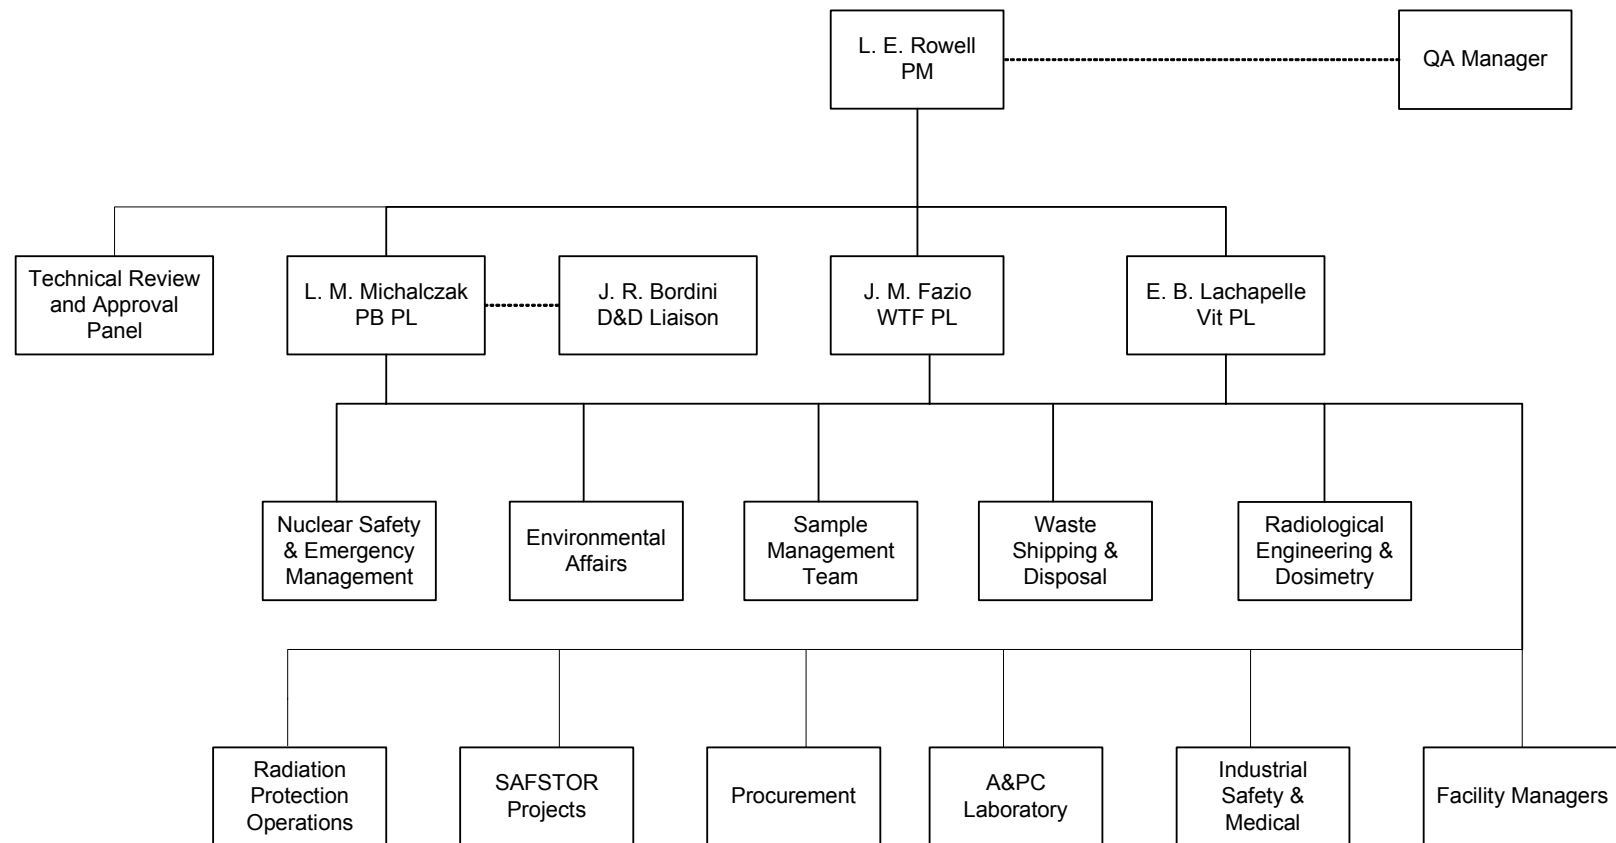 L. E. Rowell
PM
QA Manager
Technical Review
and Approval
Panel
L. M. Michalczak
PB PL
J. R. Bordini
D&D Liaison
J. M. Fazio
WTF PL
E. B. Lachapelle
Vit PL
Nuclear Safety
& Emergency
Management
Environmental
Affairs
Sample
Management
Team
Waste
Shipping &
Disposal
Radiological
Engineering &
Dosimetry
Radiation
Protection
Operations
SAFSTOR
Projects
Procurement
A&PC
Laboratory
Industrial
Safety &
Medical
Facility Managers